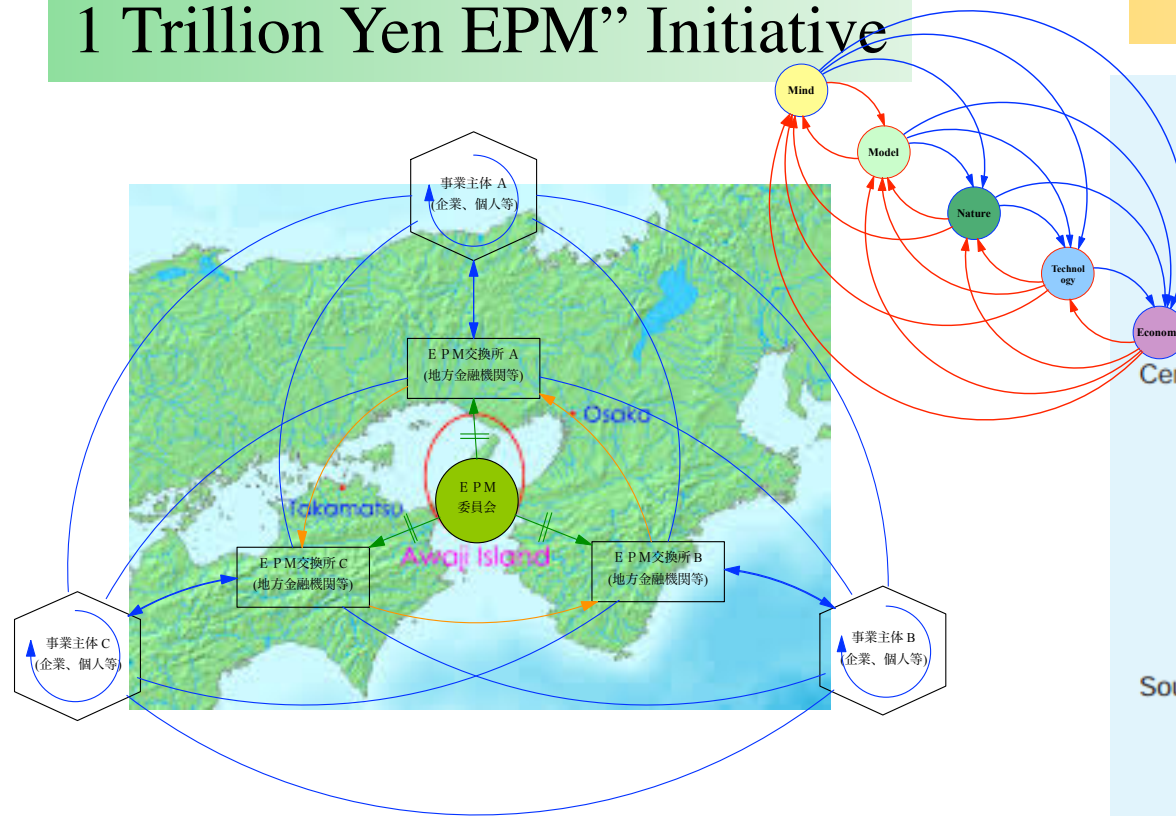 1 Trillion Yen EPM” Initiative
Mind
Model
Nature
Technol
ogy
Econom
事業主体 A
(企業、個人等)
ＥＰＭ交換所 A
(地方金融機関等)
Osaka
ＥＰＭ
委員会
Takamatsu
Awaji Island
ＥＰＭ交換所 C
(地方金融機関等)
ＥＰＭ交換所 B
(地方金融機関等)
事業主体 C
(企業、個人等)
事業主体 B
(企業、個人等)
Cer
Sou